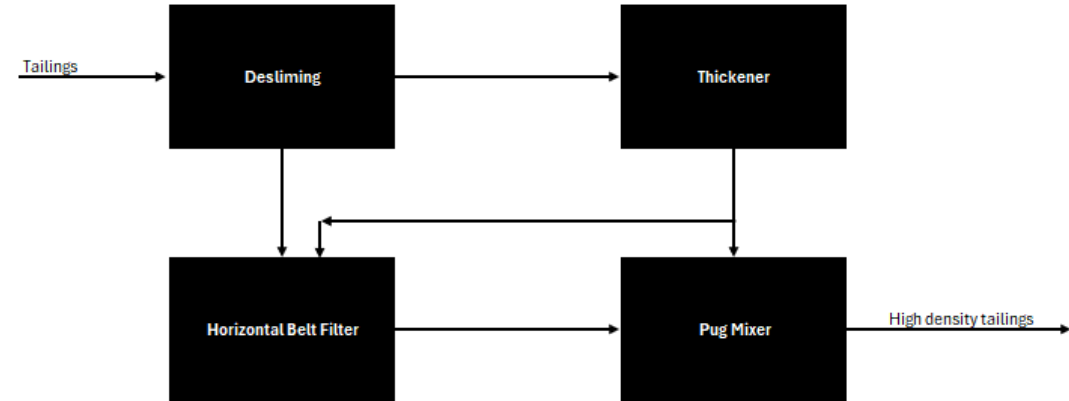 Tailings
Desliming
Thickener
Horizontal Belt Filter
Pug Mixer
High density tailings